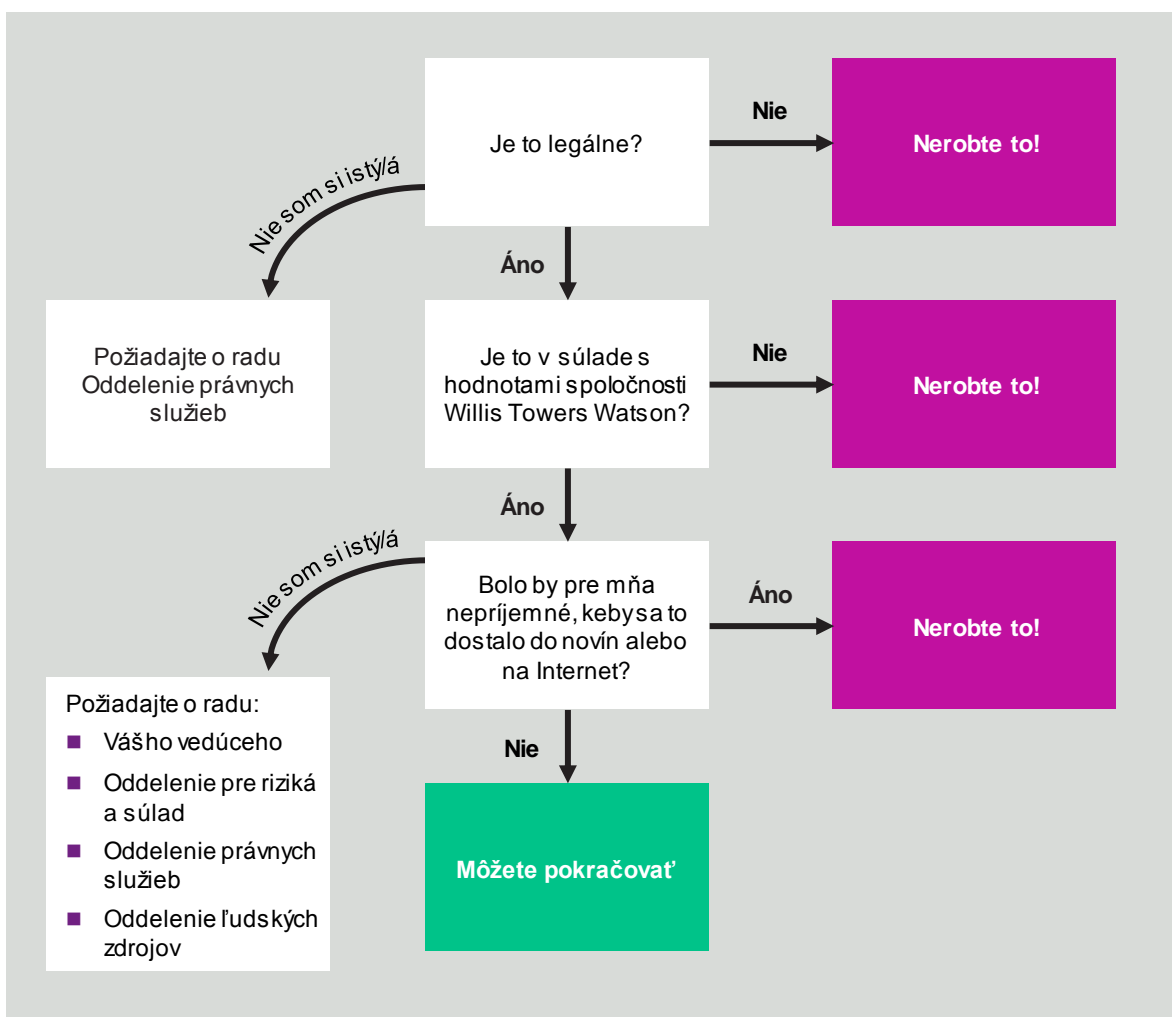 Je to legálne?
Nie
Nerobte to!
Nie som si istý/á
Áno
Požiadajte o radu
Oddelenie právnych
služieb
Je to v súlade s
hodnotami spoločnosti
Willis Towers Watson?
Nie
Nerobte to!
Áno
Nie som si istý/á
Bolo by pre mňa
nepríjemné, keby sa to
dostalo do novín alebo
na Internet?
Áno
Nerobte to!
Požiadajte o radu:
Vášho vedúceho
Oddelenie pre riziká
a súlad
Oddelenie právnych
služieb
Oddelenie ľudských
zdrojov
Nie
Môžete pokračovať